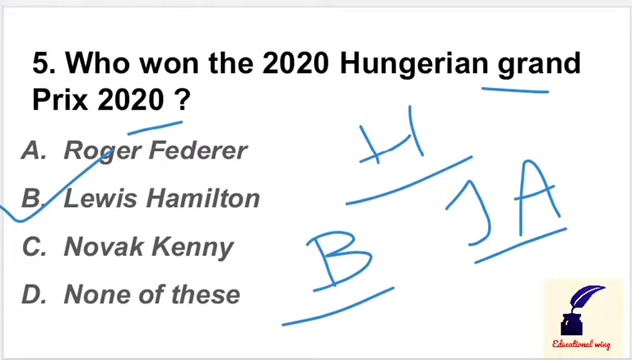 5. Who won the 2020 Hungerian grand
Prix 2020 ?
A. Roger Federer
B. Lewis Hamilton
C. Novak Kenny
D. None of these
H
B
JA
Educational wing